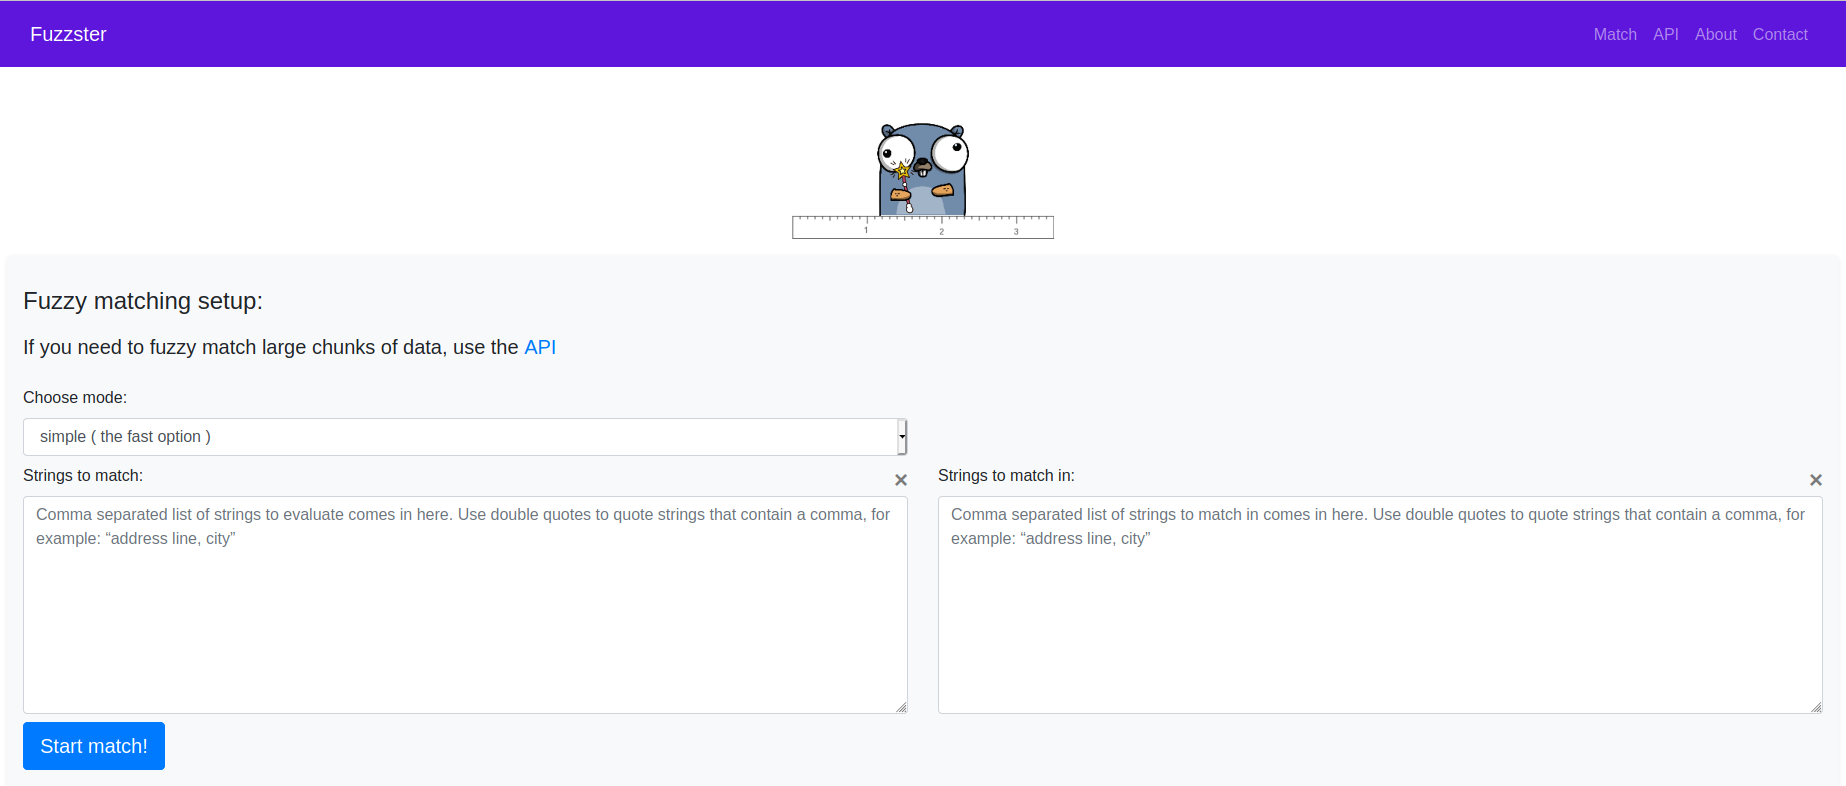 Fuzzster
Match API About Contact
1 2 3
Fuzzy matching setup:
If you need to fuzzy match large chunks of data, use the API
Choose mode:
simple ( the fast option )
Strings to match:
Comma separated list of strings to evaluate comes in here. Use double quotes to quote strings that contain a comma, for
example: “address line, city”
Strings to match in:
Comma separated list of strings to match in comes in here. Use double quotes to quote strings that contain a comma, for
example: “address line, city”
Start match!